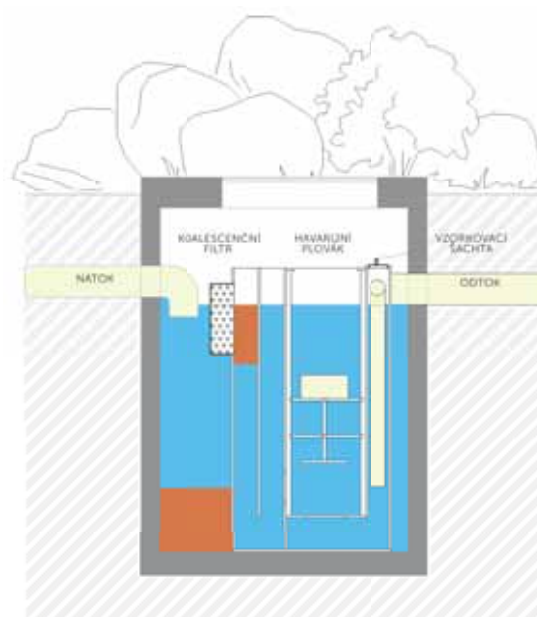 KOALESCENČNÍ
FILTR
HAVARIJNÍ
PLOVÁK
VZORKOVACÍ
ŠACHTA
NÁTOK
ODTOK